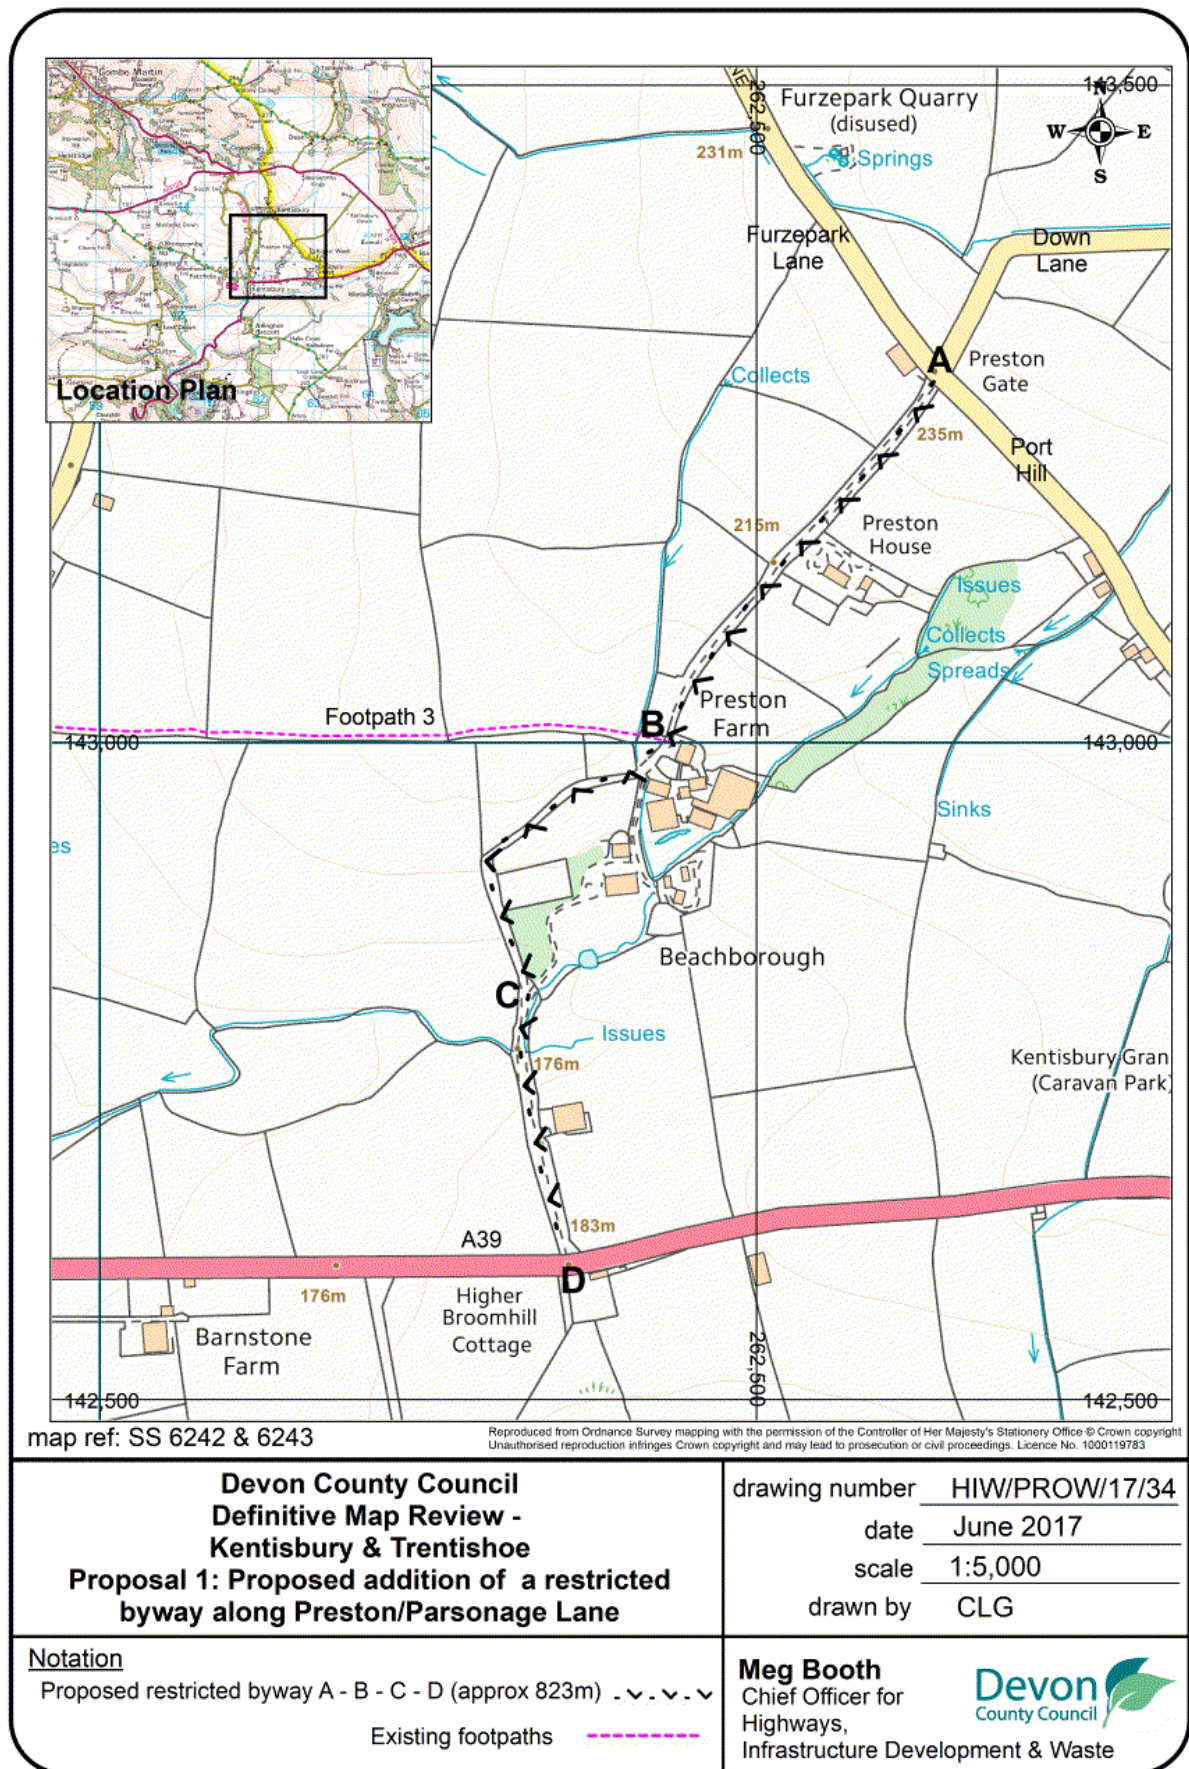 Location Plan
Combe Martin
143,500
N
W E
S
262,500
Furzepark Quarry
(disused)
231m
Springs
Furzepark
Lane
Down
Lane
A
Preston
Gate
Collects
235m
Port
Hill
215m
Preston
House
Issues
Collects
Spreads
Preston
Farm
Footpath 3
B
143,000
143,000
Sinks
es
Beachborough
C
Issues
176m
Kentisbury Gran
(Caravan Park)
183m
A39
D
176m
Higher
Broomhill
Cottage
Barnstone
Farm
262,500
142,500
142,500
map ref: SS 6242 & 6243
Reproduced from Ordnance Survey mapping with the permission of the Controller of Her Majesty's Stationery Office © Crown copyright
Unauthorised reproduction infringes Crown copyright and may lead to prosecution or civil proceedings. Licence No. 1000119783
Devon County Council
Definitive Map Review -
Kentisbury & Trentishoe
Proposal 1: Proposed addition of a restricted
byway along Preston/Parsonage Lane
drawing number HIW/PROW/17/34
date June 2017
scale 1:5,000
drawn by CLG
Notation
Proposed restricted byway A - B - C - D (approx 823m)
Existing footpaths
Meg Booth
Chief Officer for
Highways,
Infrastructure Development & Waste
Devon
County Council